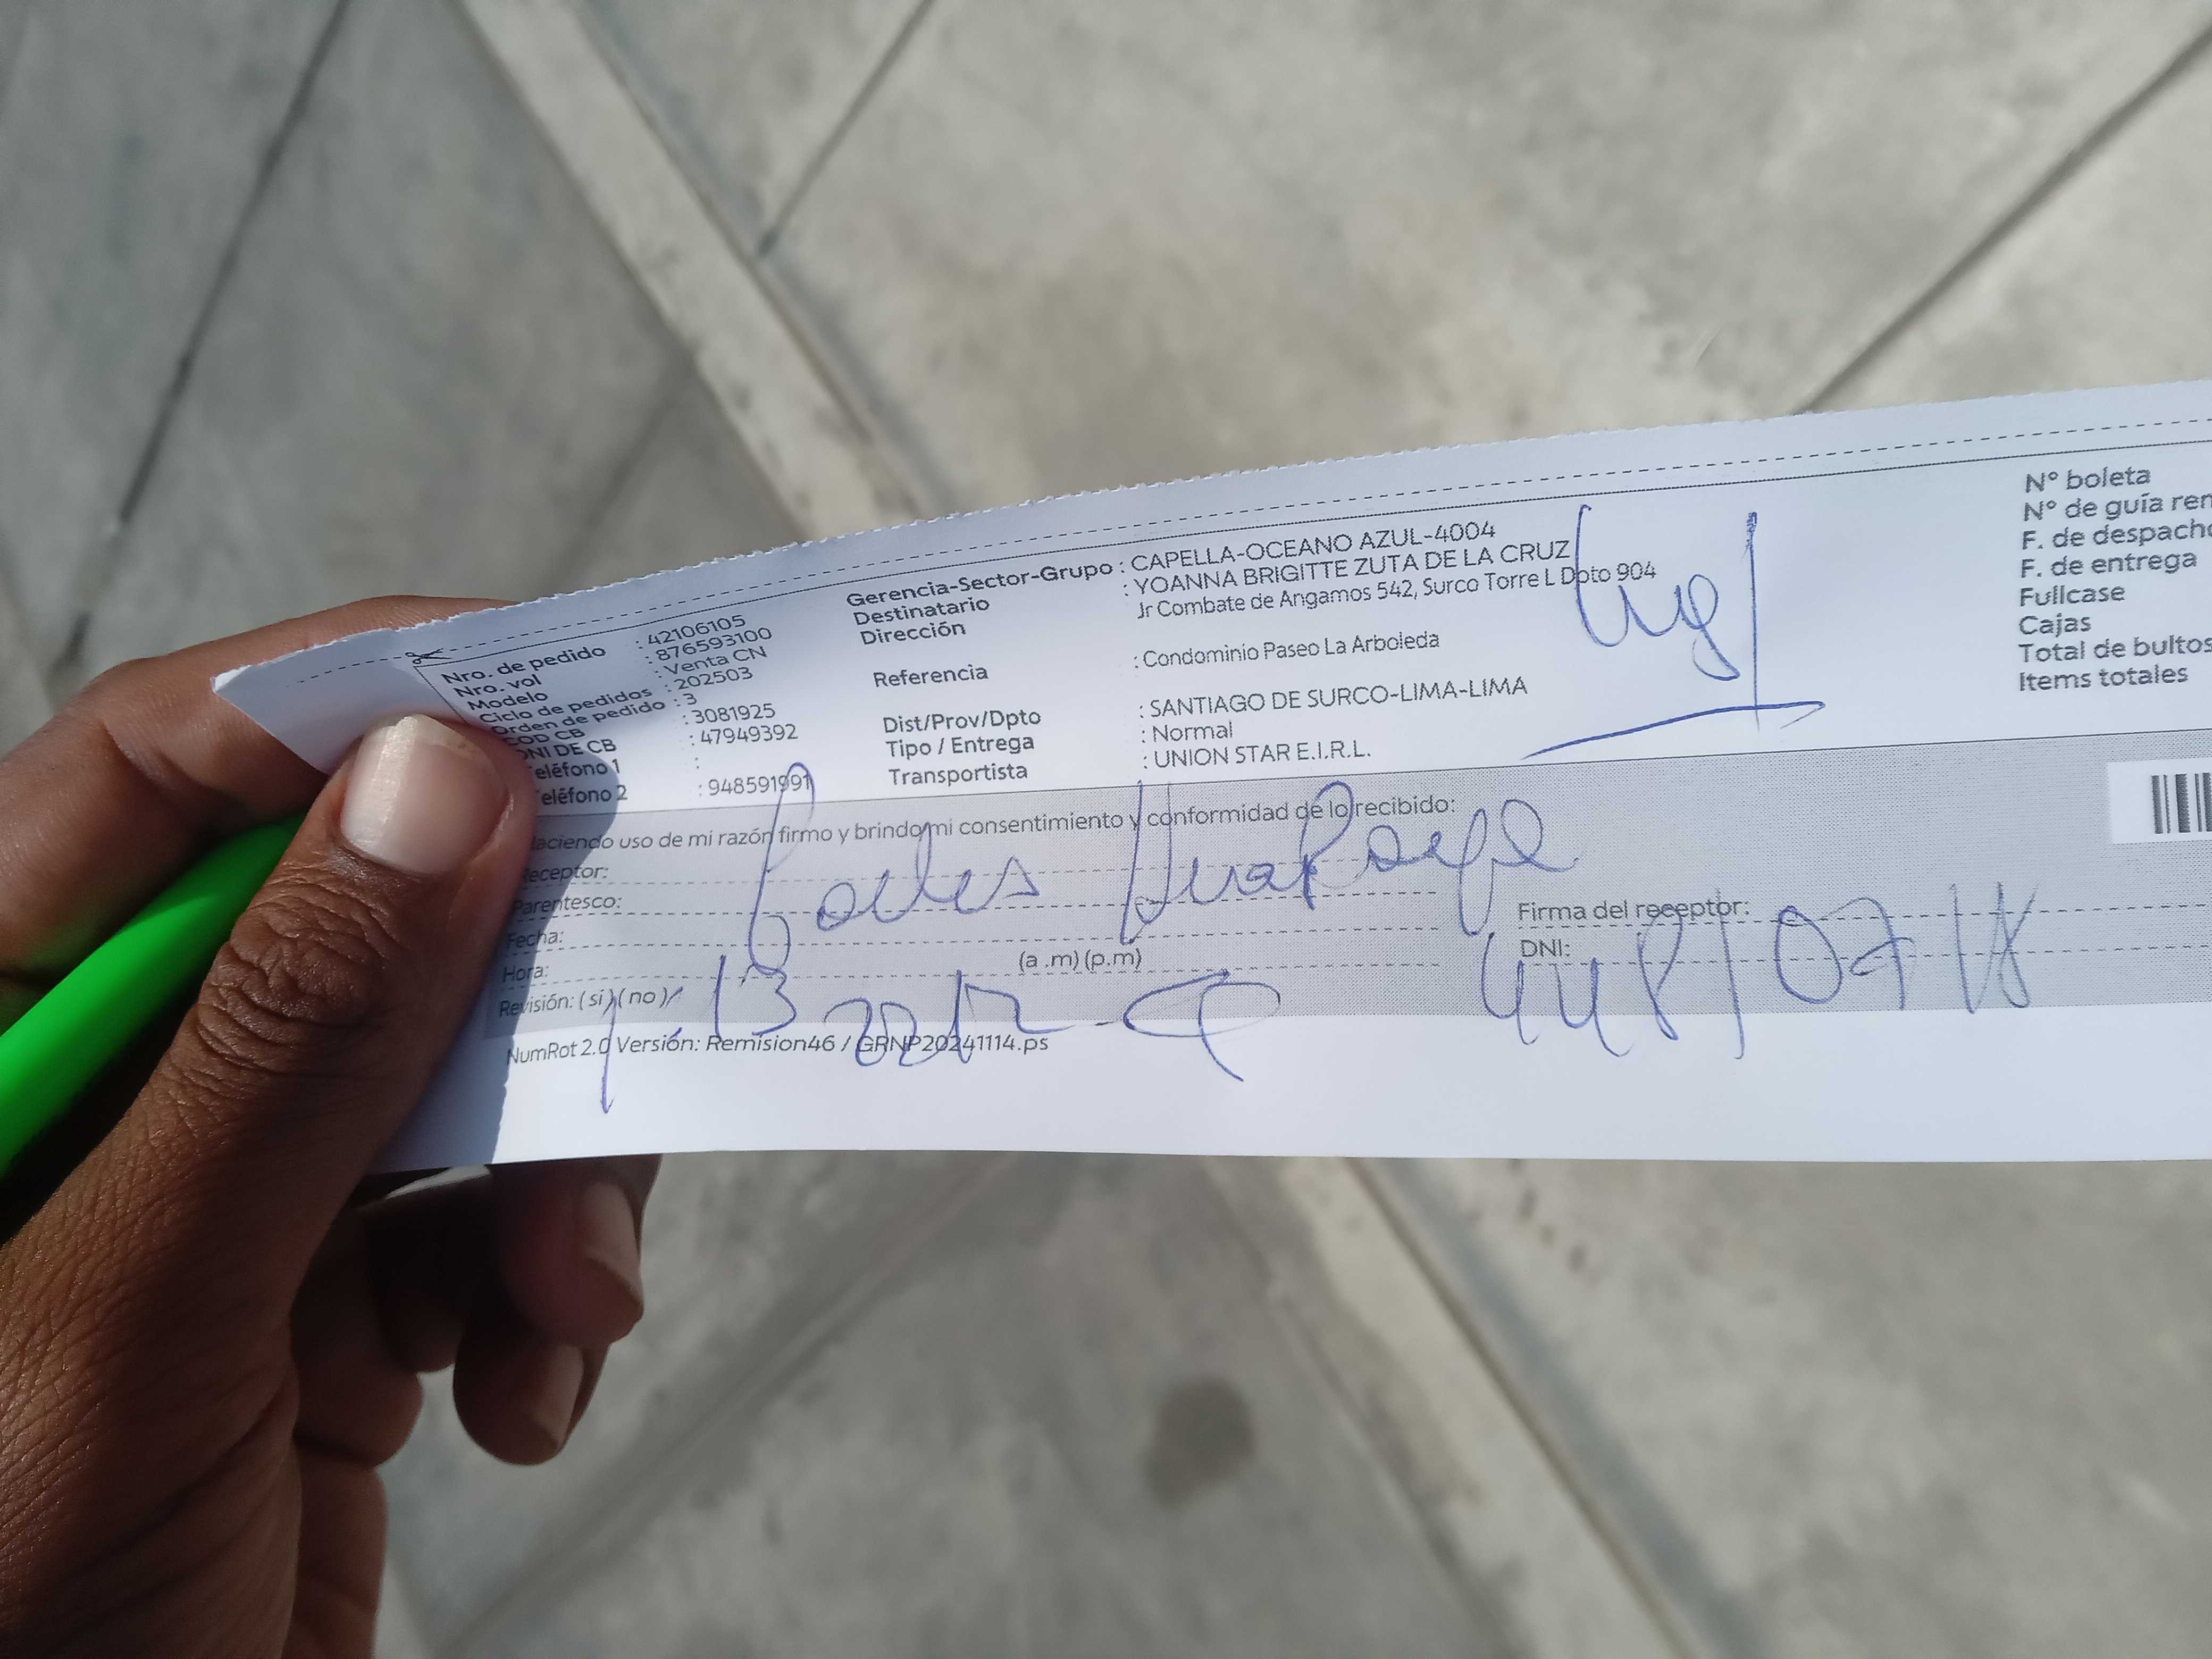 Nro. de pedido : 42106105
Nro. vol : 876593100
Modelo : Venta CN
Ciclo de pedidos : 202503
Orden de pedido : 3
COD CB : 3081925
DNI DE CB : 47949392
eléfono 1 :
eléfono 2 : 948591991
Gerencia-Sector-Grupo : CAPELLA-OCEANO AZUL-4004
Destinatario : YOANNA BRIGITTE ZUTA DE LA CRUZ
Dirección Jr Combate de Angamos 542, Surco Torre L Dpto 904
Referencia : Condominio Paseo La Arboleda
Dist/Prov/Dpto : SANTIAGO DE SURCO-LIMA-LIMA
Tipo / Entrega : Normal
Transportista : UNION STAR E.I.R.L.
N° boleta
N° de guía rem
F. de despacho
F. de entrega
Fullcase
Cajas
Total de bultos
Items totales
aciendo uso de mi razón firmo y brindo mi consentimiento y conformidad de lo recibido:
Receptor:
Parentesco:
Fecha:
Hora: (a .m) (p.m)
Revisión: ( si ) ( no )
Firma del receptor:
DNI:
NumRot 2.0 Versión: Remision46 / GRNP20241114.ps